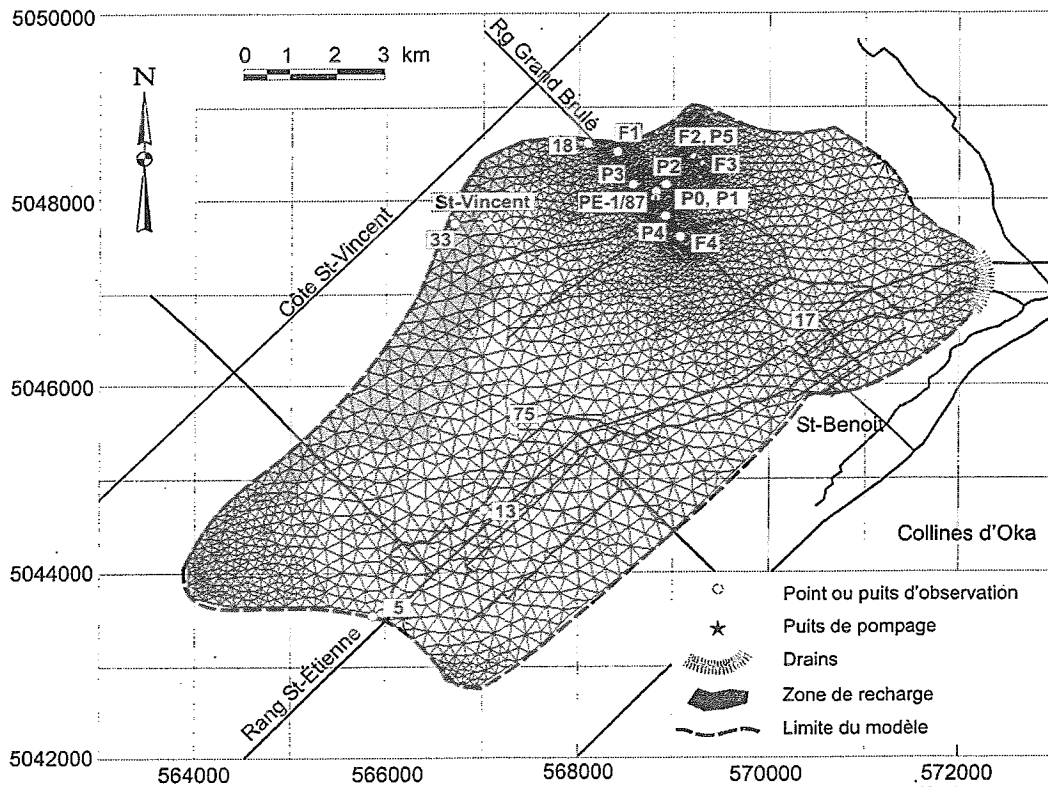 5050000
0 1 2 3 km
N
Rg Grand Brulé
18
F1
F2, P5
P3
P2
F3
5048000
St-Vincent
PE-1/87
P0, P1
P4
F4
33
Côte St-Vincent
17
5046000
75
St-Benoit
13
Collines d'Oka
5044000
5
Rang St-Étienne
Point ou puits d'observation
Puits de pompage
Drains
Zone de recharge
Limite du modèle
5042000
564000 566000 568000 570000 572000